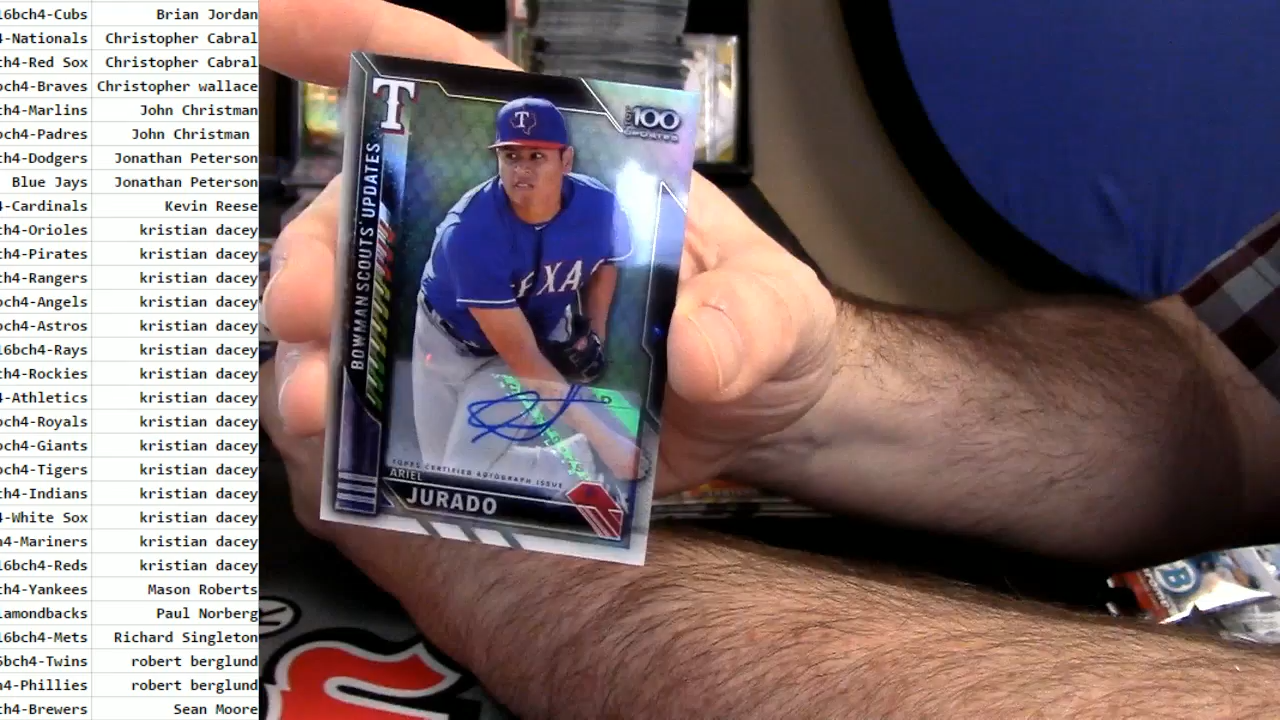 16bch4-Cubs Brian Jordan
4-Nationals Christopher Cabral
ch4-Red Sox Christopher Cabral
bch4-Braves Christopher wallace
ch4-Marlins John Christman
bch4-Padres John Christman
ch4-Dodgers Jonathan Peterson
Blue Jays Jonathan Peterson
4-Cardinals Kevin Reese
ch4-Orioles kristian dacey
ch4-Pirates kristian dacey
ch4-Rangers kristian dacey
bch4-Angels kristian dacey
bch4-Astros kristian dacey
16bch4-Rays kristian dacey
ch4-Rockies kristian dacey
h4-Athletics kristian dacey
bch4-Royals kristian dacey
bch4-Giants kristian dacey
bch4-Tigers kristian dacey
ch4-Indians kristian dacey
4-White Sox kristian dacey
h4-Mariners kristian dacey
16bch4-Reds kristian dacey
ch4-Yankees Mason Roberts
iamondbacks Paul Norberg
16bch4-Mets Richard Singleton
6bch4-Twins robert berglund
h4-Phillies robert berglund
ch4-Brewers Sean Moore
T
TOP 100
UPDATES
T
BOWMAN SCOUTS' UPDATES
TEXAS
TOPPS CERTIFIED AUTOGRAPH ISSUE
ARIEL
JURADO